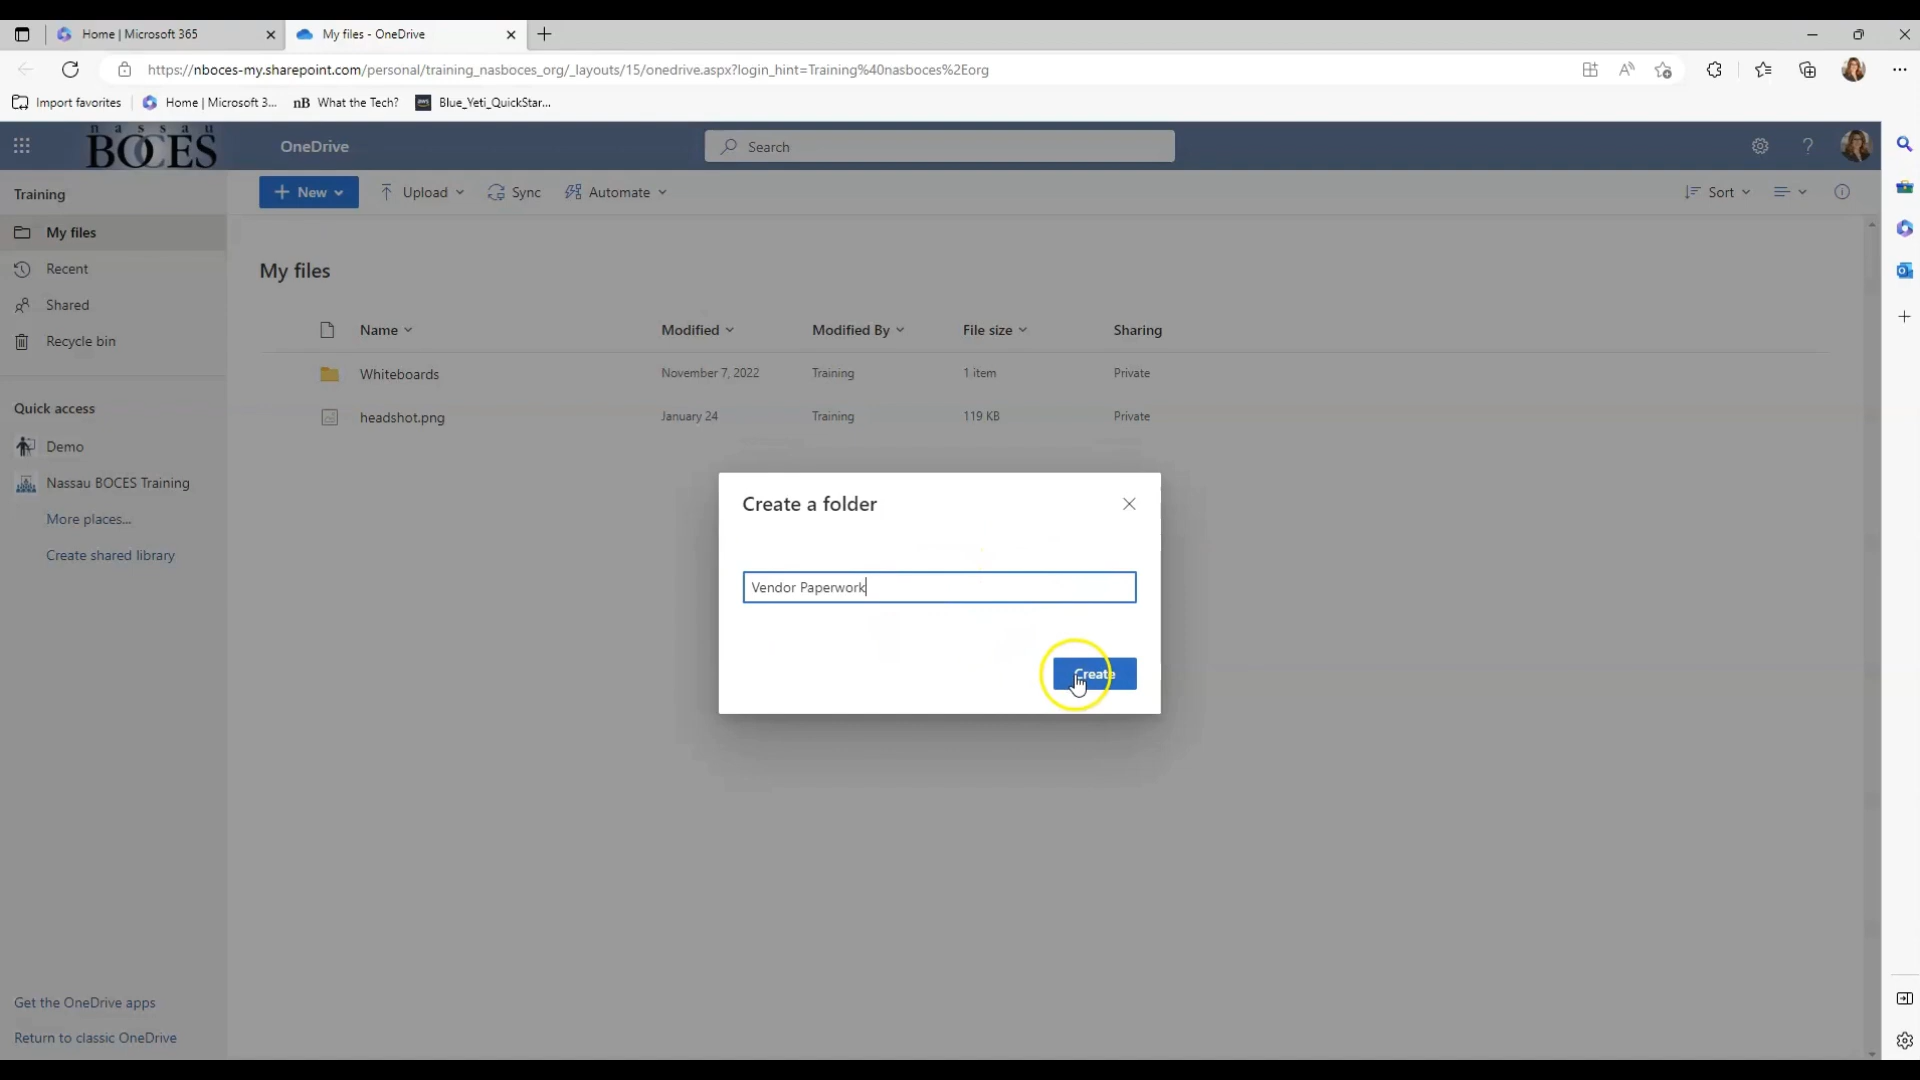 Home | Microsoft 365
My files - OneDrive
https://nboces-my.sharepoint.com/personal/training_nasboces_org/_layouts/15/onedrive.aspx?login_hint=Training%40nasboces%2Eorg
Import favorites
Home | Microsoft 3...
nB What the Tech?
Blue_Yeti_QuickStar...
nassau
BOCES
OneDrive
Search
Training
New
Upload
Sync
Automate
Sort
My files
Recent
Shared
Recycle bin
Quick access
Demo
Nassau BOCES Training
More places...
Create shared library
Get the OneDrive apps
Return to classic OneDrive
My files
Name Modified Modified By File size Sharing
Whiteboards November 7, 2022 Training 1 item Private
headshot.png January 24 Training 119 KB Private
Create a folder
Vendor Paperwork
Create